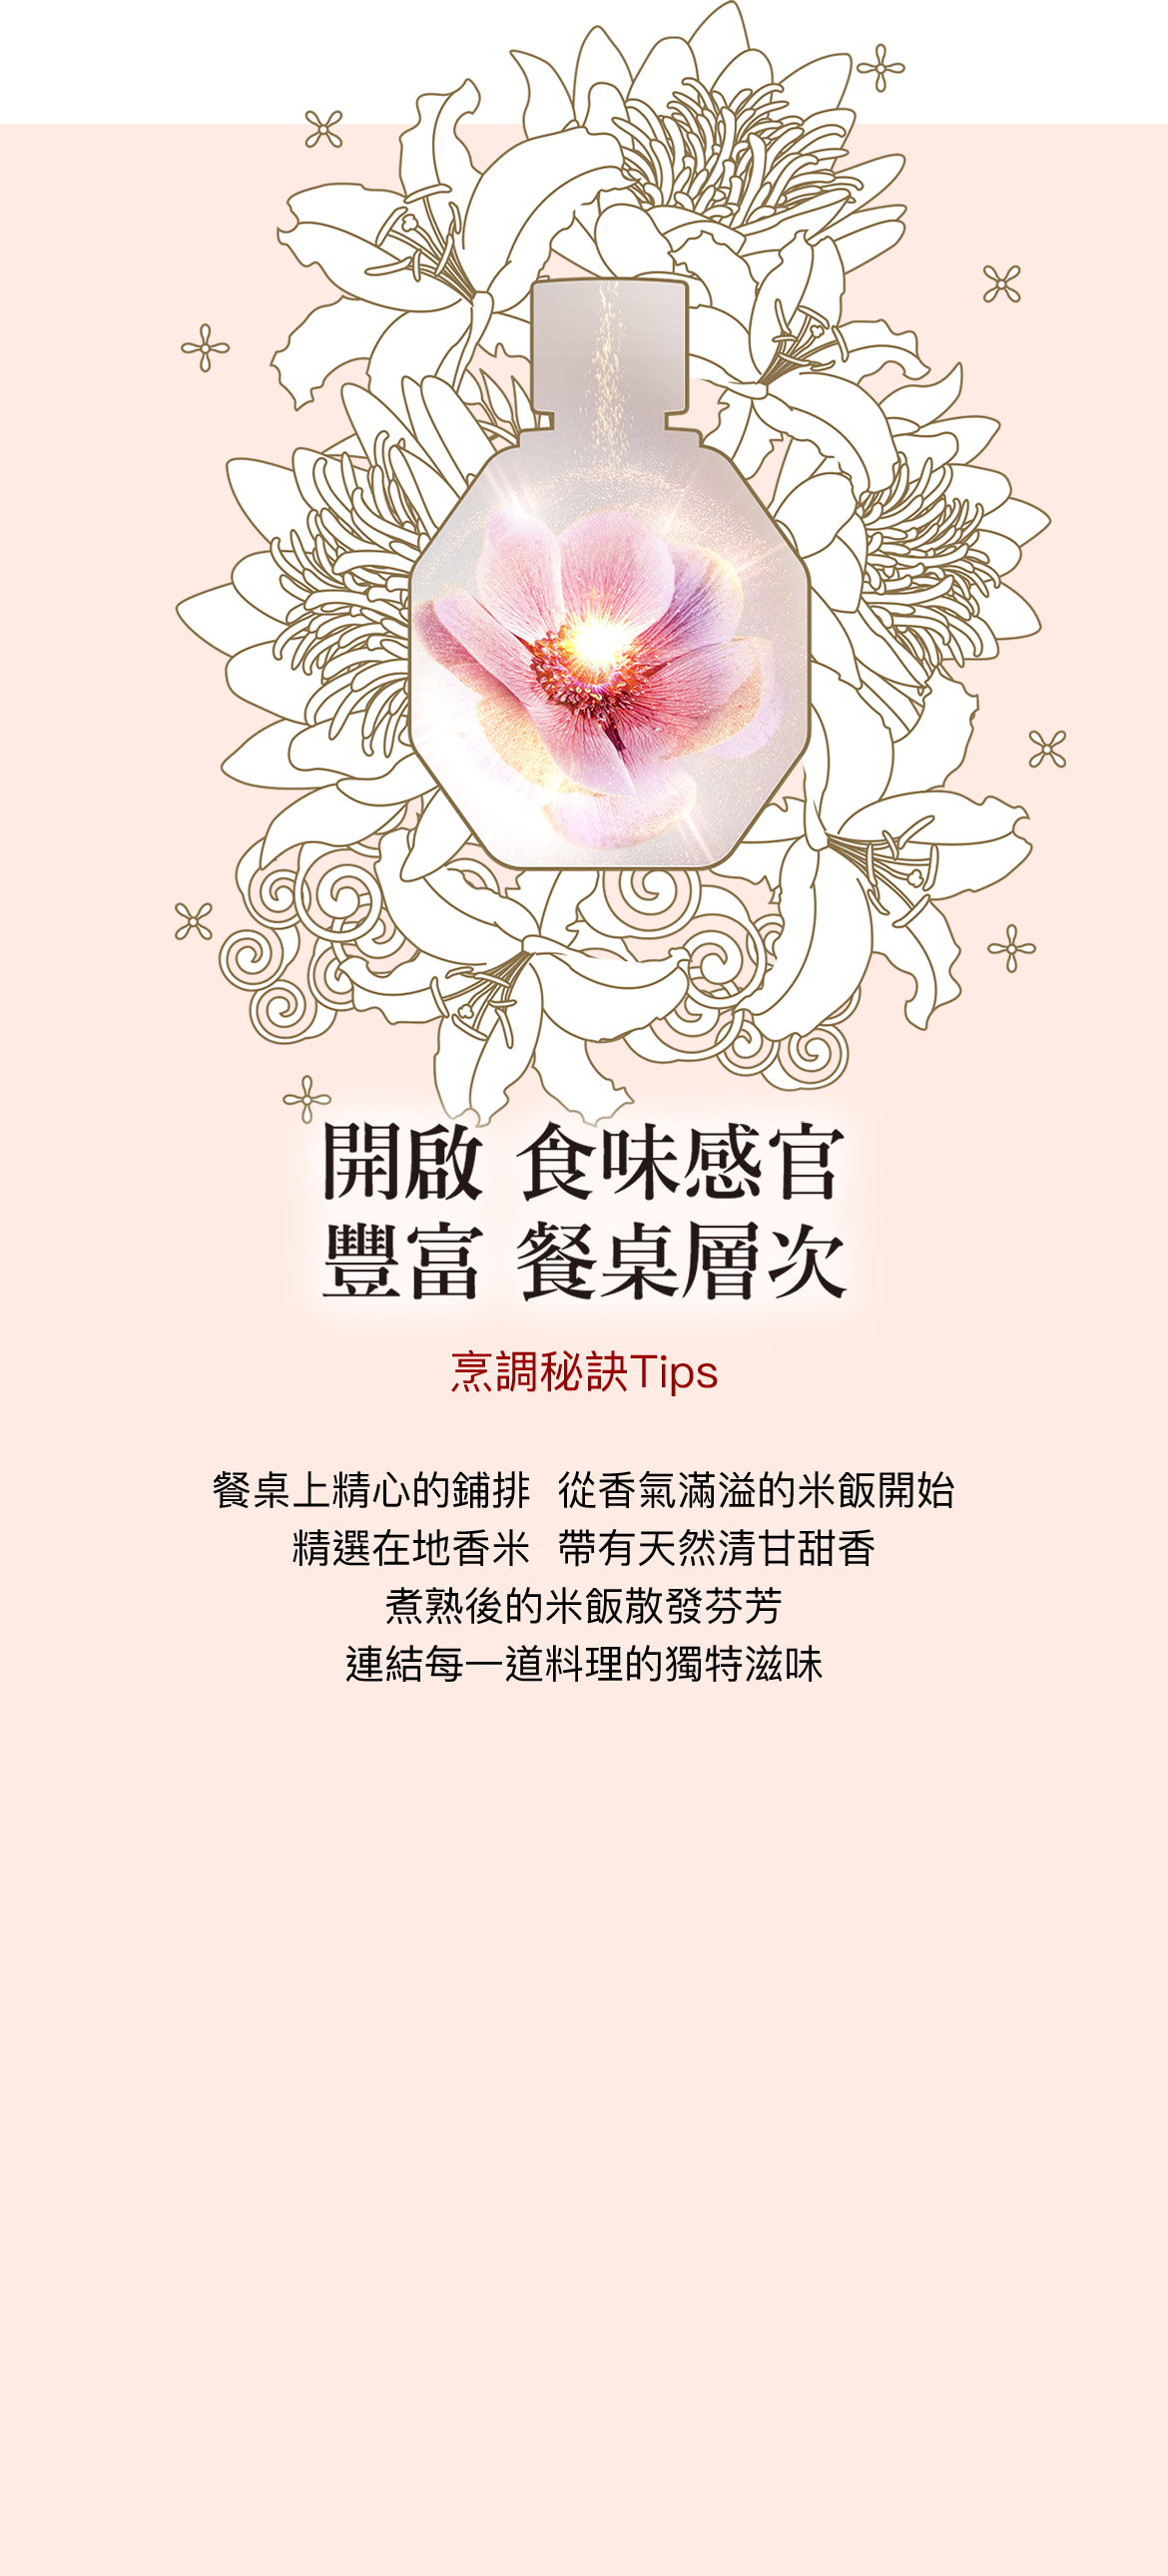 開啟 食味感官
豐富 餐桌層次
烹調秘訣Tips
餐桌上精心的鋪排 從香氣滿溢的米飯開始
精選在地香米 帶有天然清甘甜香
煮熟後的米飯散發芬芳
連結每一道料理的獨特滋味